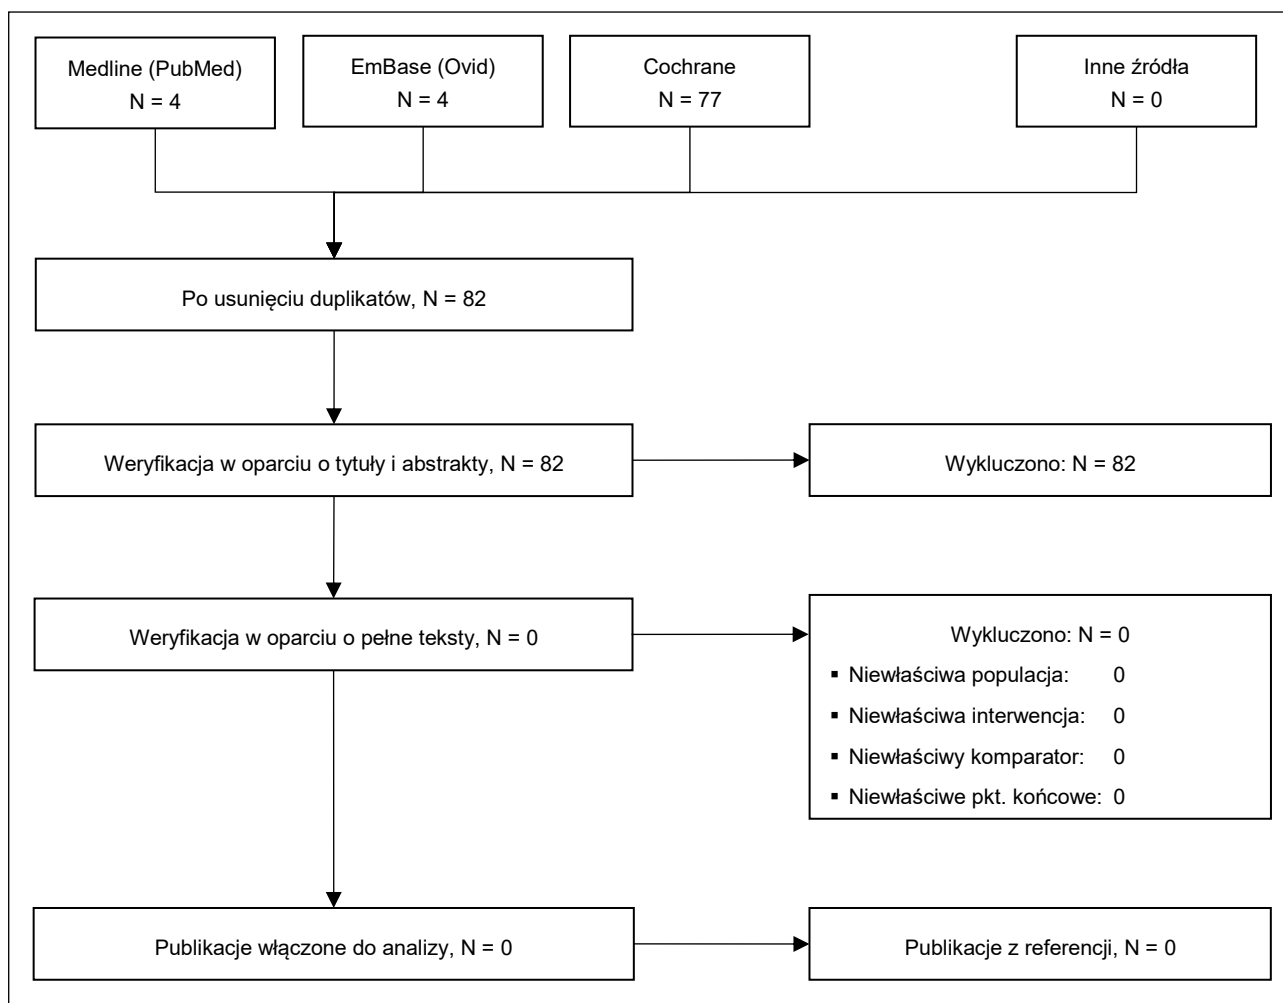 Medline (PubMed)
N = 4
EmBase (Ovid)
N = 4
Cochrane
N = 77
Inne źródła
N = 0
Po usunięciu duplikatów, N = 82
Weryfikacja w oparciu o tytuły i abstrakty, N = 82
Wykluczono: N = 82
Weryfikacja w oparciu o pełne teksty, N = 0
Wykluczono: N = 0
▪ Niewłaściwa populacja: 0
▪ Niewłaściwa interwencja: 0
▪ Niewłaściwy komparator: 0
▪ Niewłaściwe pkt. końcowe: 0
Publikacje włączone do analizy, N = 0
Publikacje z referencji, N = 0